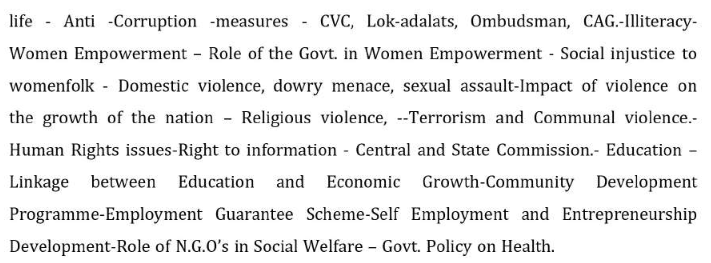 life - Anti -Corruption -measures - CVC, Lok-adalats, Ombudsman, CAG.-Illiteracy-
Women Empowerment – Role of the Govt. in Women Empowerment - Social injustice to
womenfolk - Domestic violence, dowry menace, sexual assault-Impact of violence on
the growth of the nation – Religious violence, --Terrorism and Communal violence.-
Human Rights issues-Right to information - Central and State Commission.- Education –
Linkage between Education and Economic Growth-Community Development
Programme-Employment Guarantee Scheme-Self Employment and Entrepreneurship
Development-Role of N.G.O’s in Social Welfare – Govt. Policy on Health.